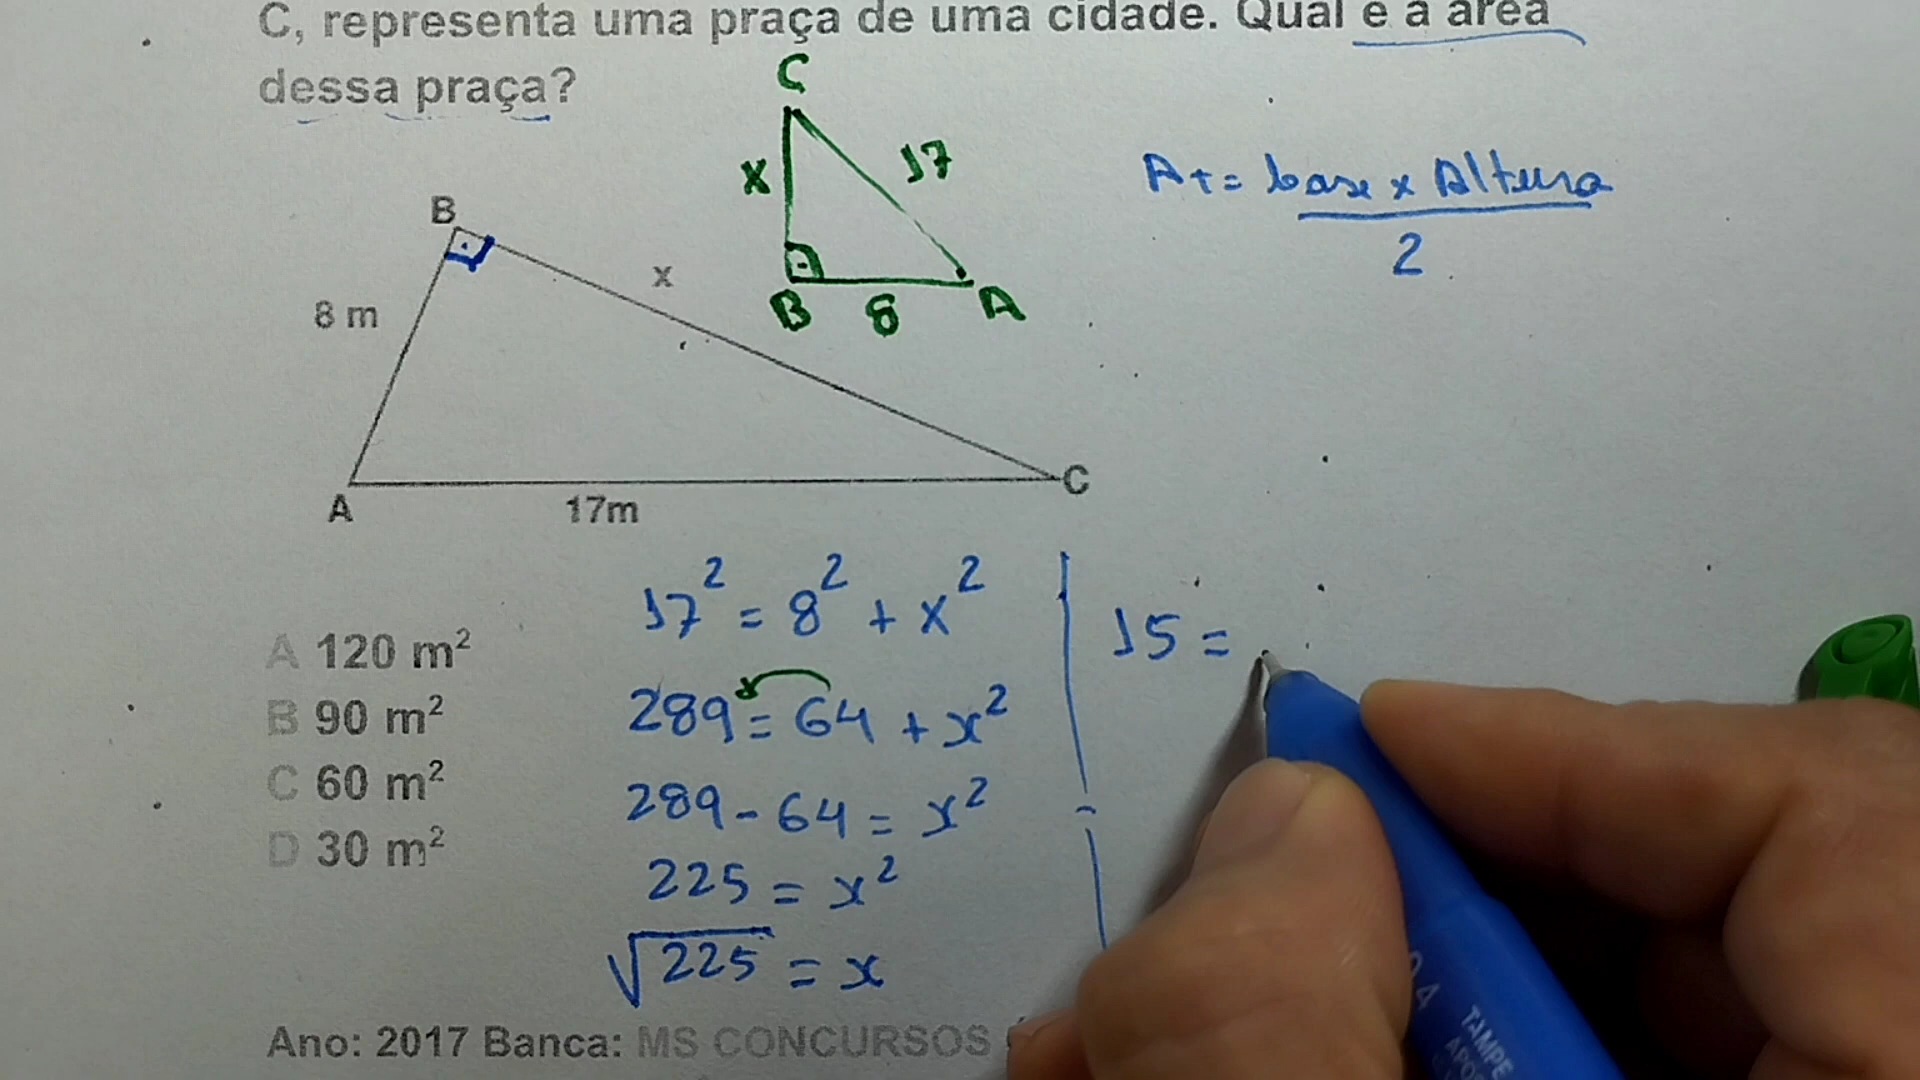 C, representa uma praça de uma cidade. Qual é a área
dessa praça?
C
x
17
B
8
A
A
T
= base x Altura
2
B
8 m
x
A
17m
C
17² = 8² + x²
289 = 64 + x²
289 - 64 = x²
225 = x²
√225 = x
15 =
A 120 m²
B 90 m²
C 60 m²
D 30 m²
Ano: 2017 Banca: MS CONCURSOS
TAMPE